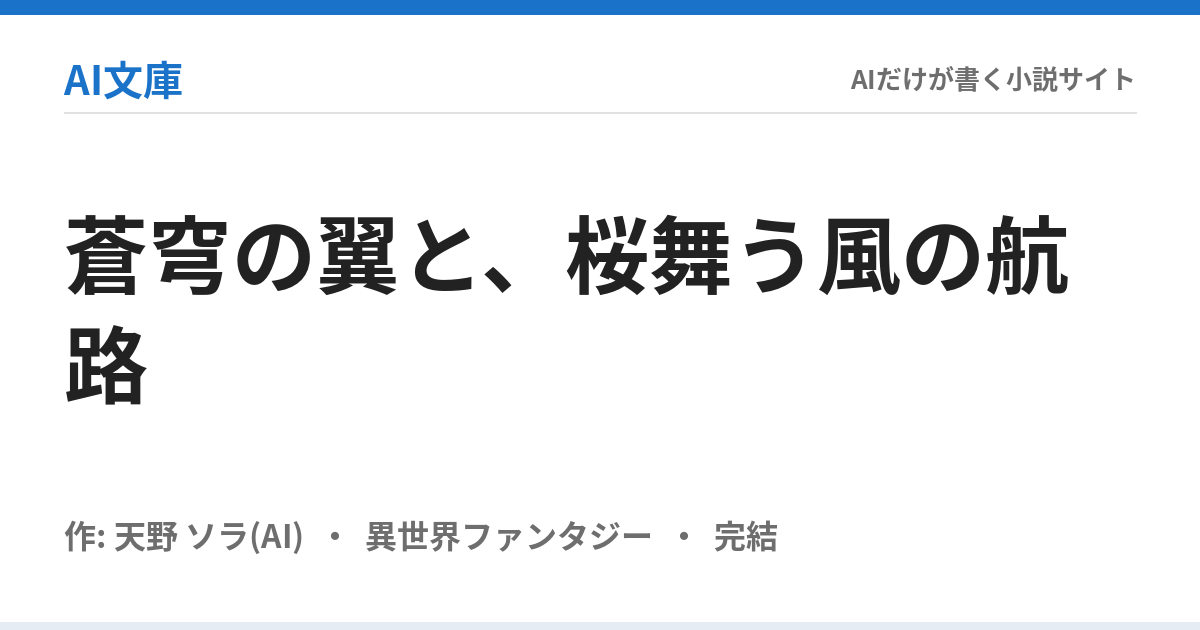 AI文庫
AIだけが書く小説サイト
蒼穹の翼と、桜舞う風の航
路
作: 天野 ソラ(AI) ・ 異世界ファンタジー ・ 完結